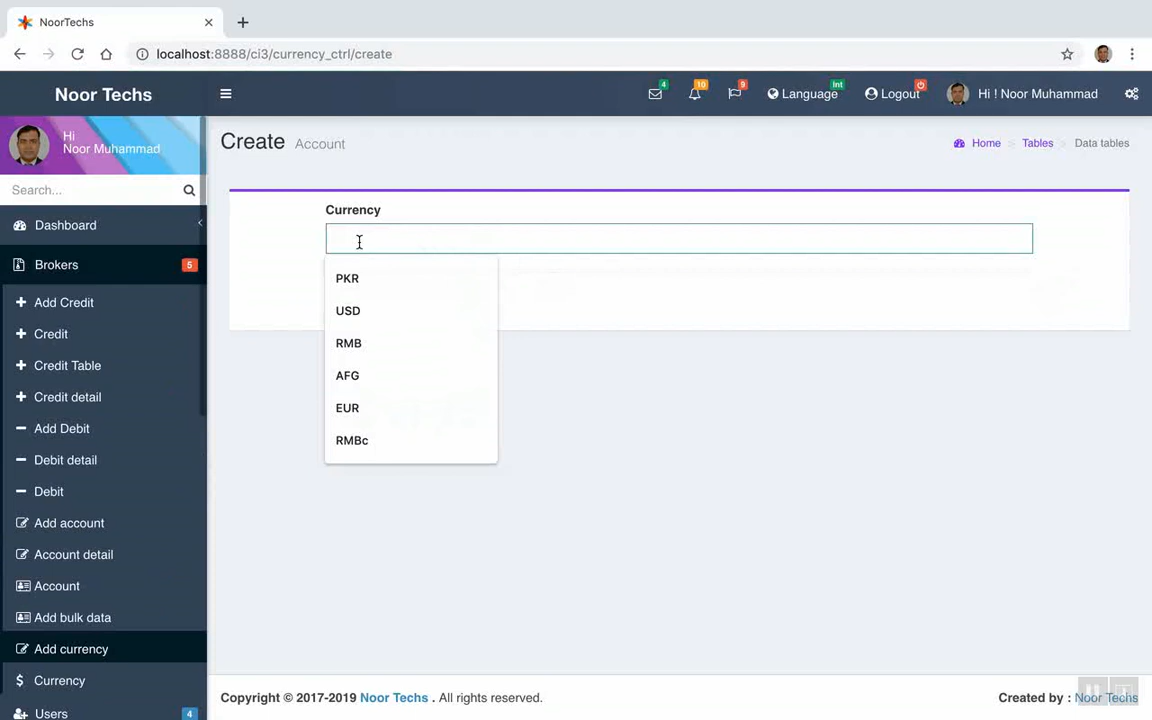 NoorTechs
localhost:8888/ci3/currency_ctrl/create
Noor Techs
4
10
9
Language
Int
Logout
Hi ! Noor Muhammad
Hi
Noor Muhammad
Search...
Dashboard
Brokers
5
Add Credit
Credit
Credit Table
Credit detail
Add Debit
Debit detail
Debit
Add account
Account detail
Account
Add bulk data
Add currency
Currency
Users
4
Create Account
Home > Tables > Data tables
Currency
PKR
USD
RMB
AFG
EUR
RMBc
Copyright © 2017-2019 Noor Techs . All rights reserved.
Created by : Noor Techs